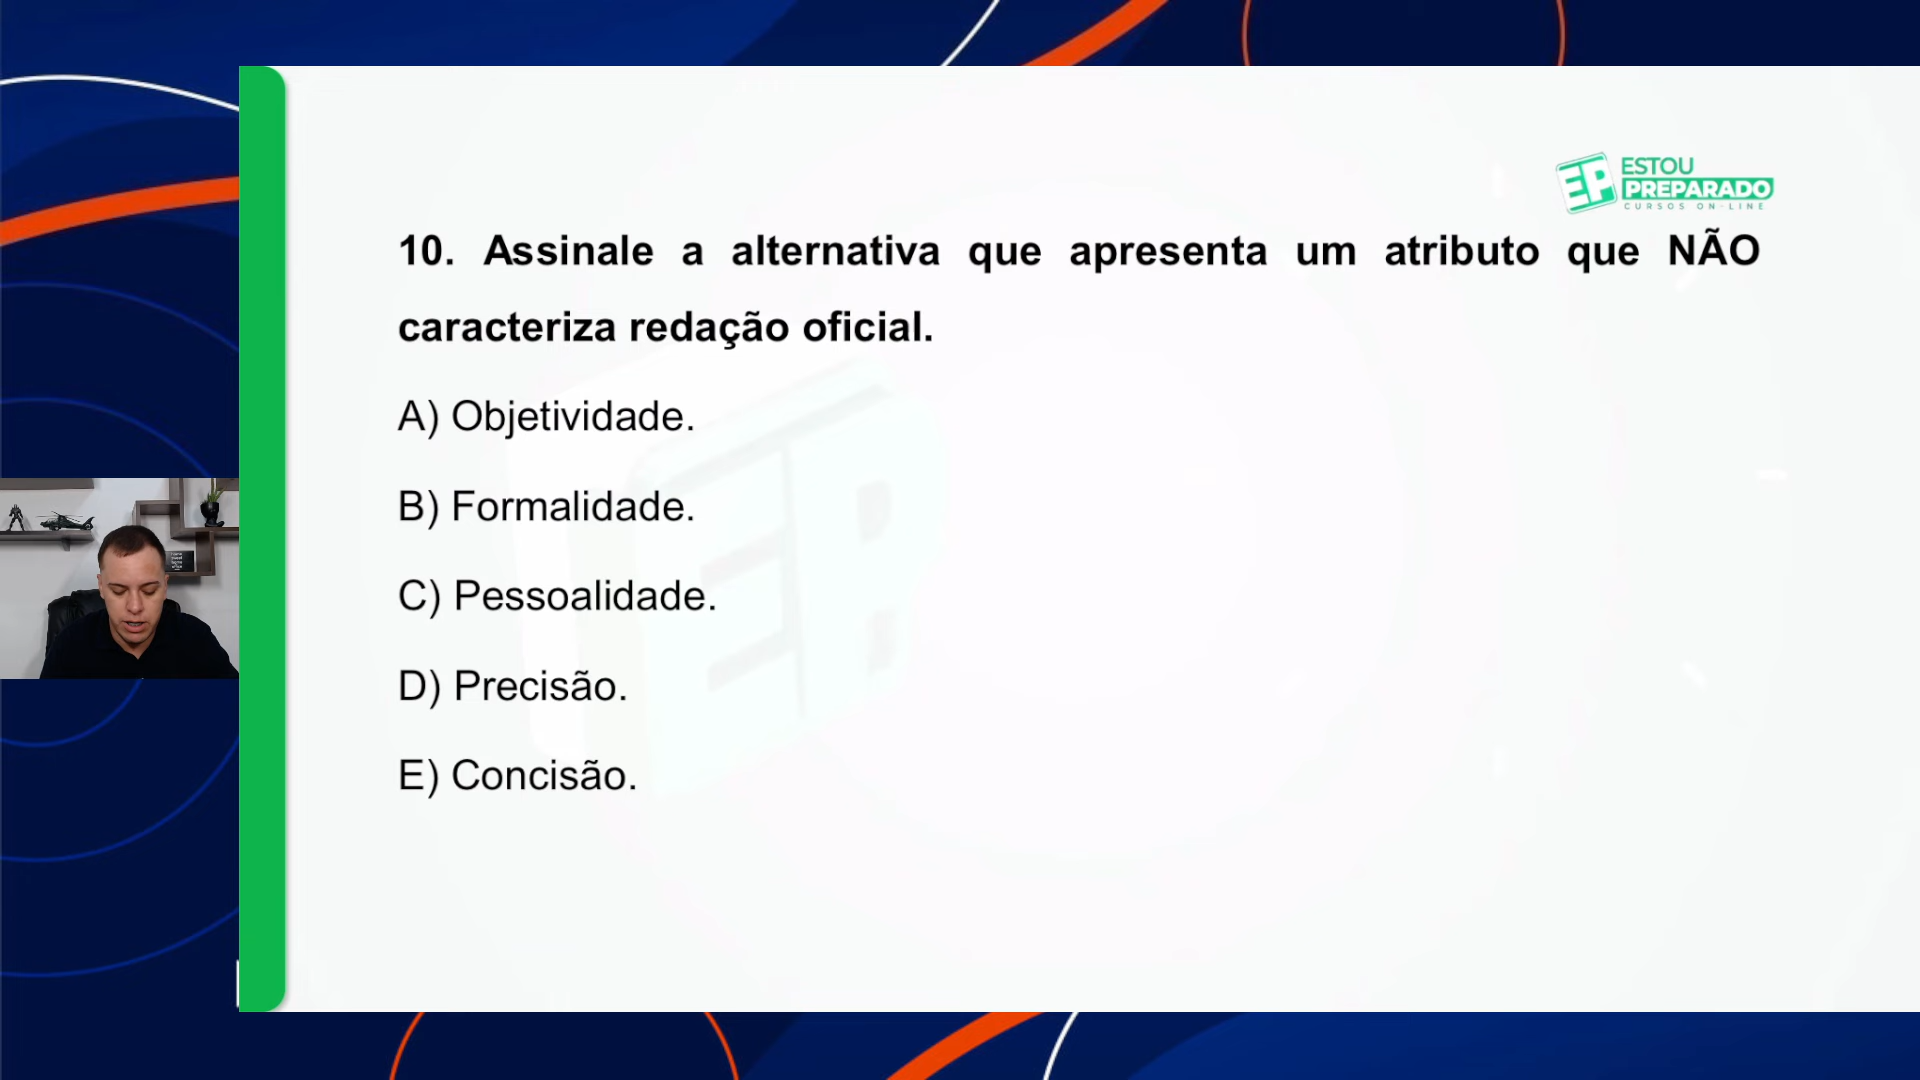 ESTOU
PREPARADO
CURSOS ON-LINE
10. Assinale a alternativa que apresenta um atributo que NÃO
caracteriza redação oficial.
A) Objetividade.
B) Formalidade.
C) Pessoalidade.
D) Precisão.
E) Concisão.